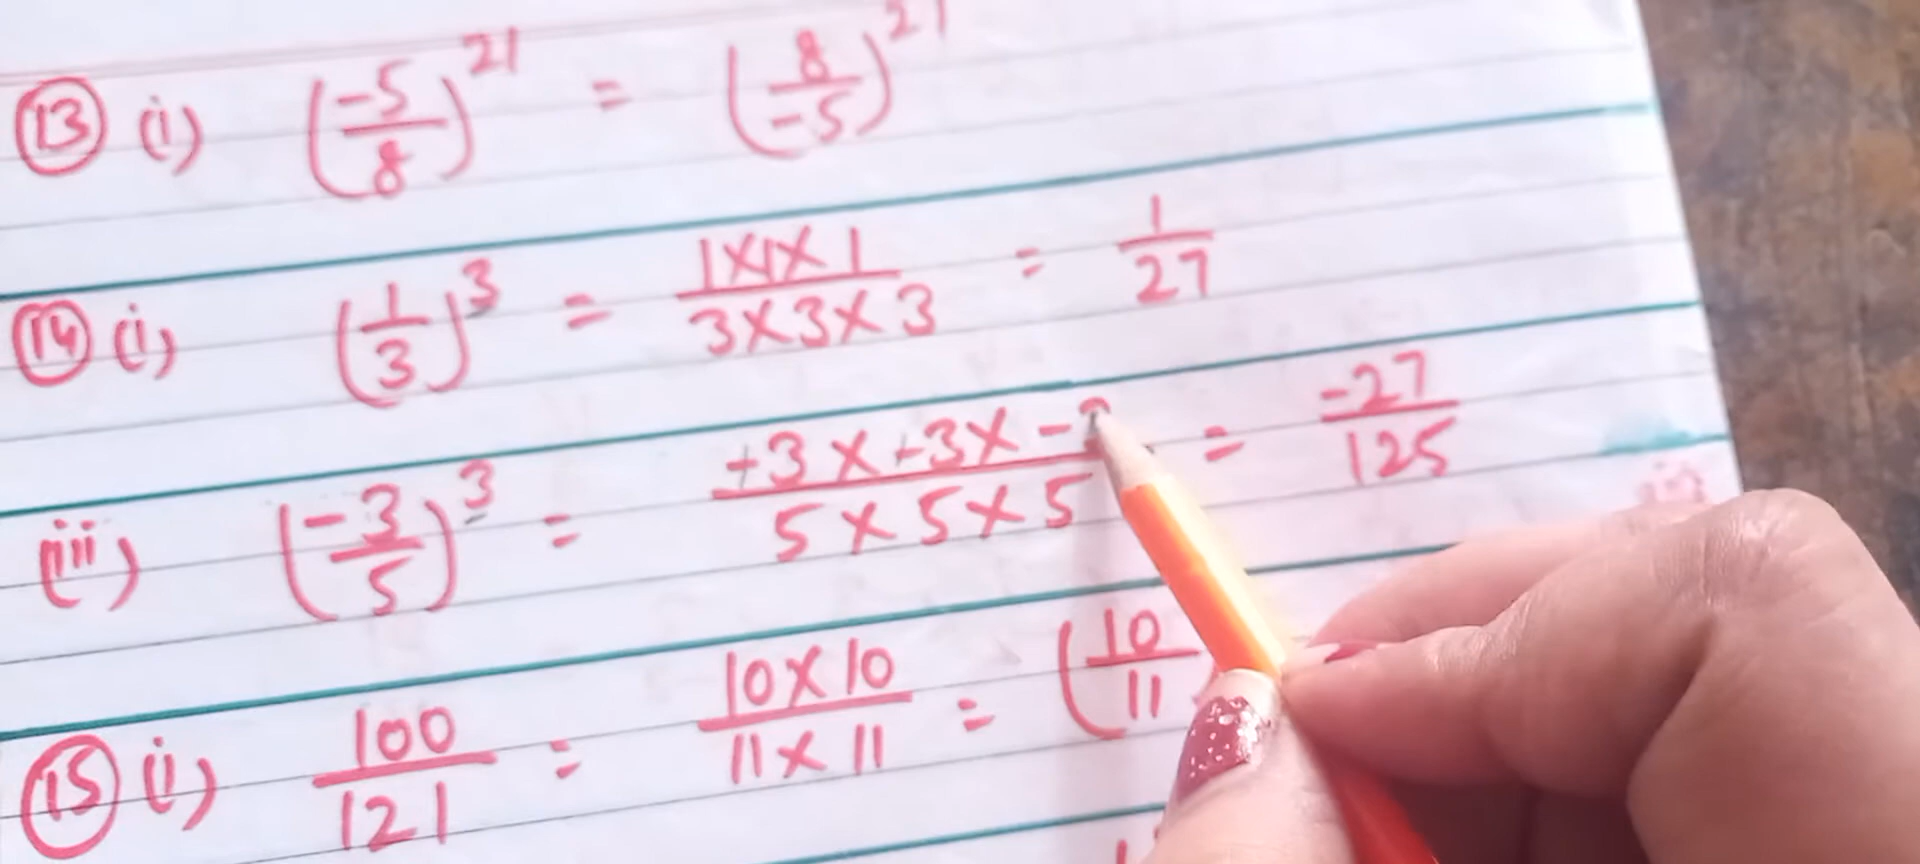 (13) (i) (-5/8)^21 = (8/-5)^21
(14) (i) (1/3)^3 = 1×1×1/3×3×3 = 1/27
(iii) (-3/5)^3 = -3×-3×-/5×5×5 = -27/125
(15) (i) 100/121 = 10×10/11×11 = (10/11